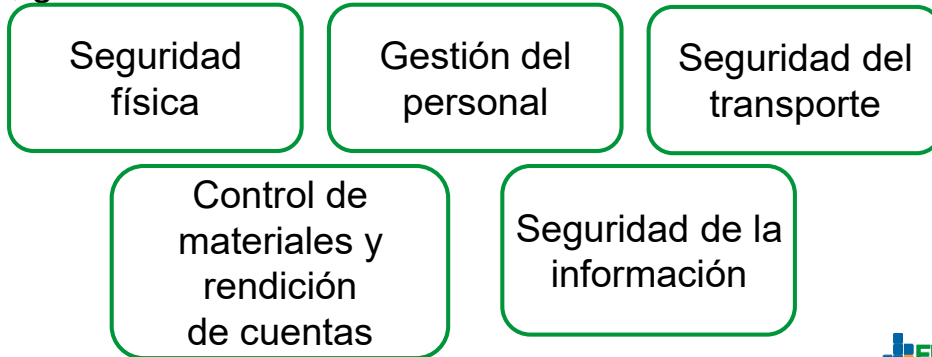 Seguridad
física
Gestión del
personal
Seguridad del
transporte
Control de
materiales y
rendición
de cuentas
Seguridad de la
información